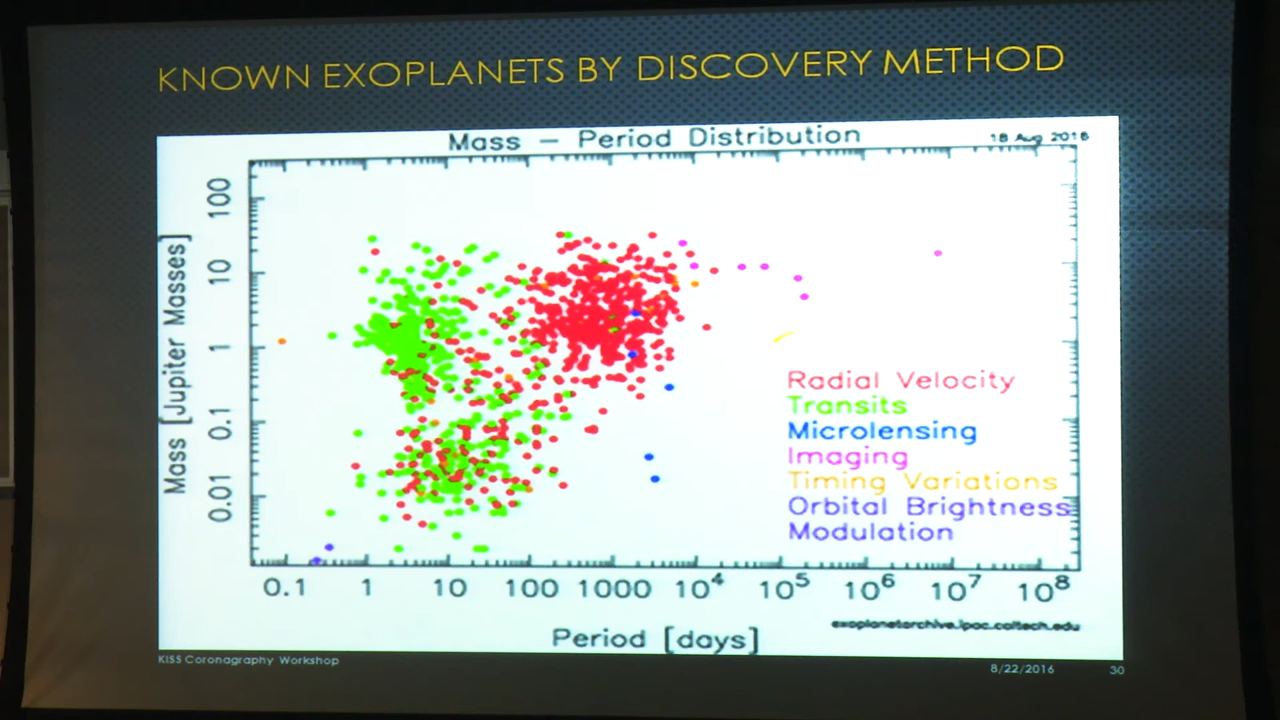 KNOWN EXOPLANETS BY DISCOVERY METHOD
Mass – Period Distribution
18 Aug 2016
Mass [Jupiter Masses]
100
10
1
0.1
0.01
Radial Velocity
Transits
Microlensing
Imaging
Timing Variations
Orbital Brightness
Modulation
0.1 1 10 100 1000 10⁴ 10⁵ 10⁶ 10⁷ 10⁸
Period [days]
exoplanetarchive.ipac.caltech.edu
KISS Coronagraphy Workshop
8/22/2016
30